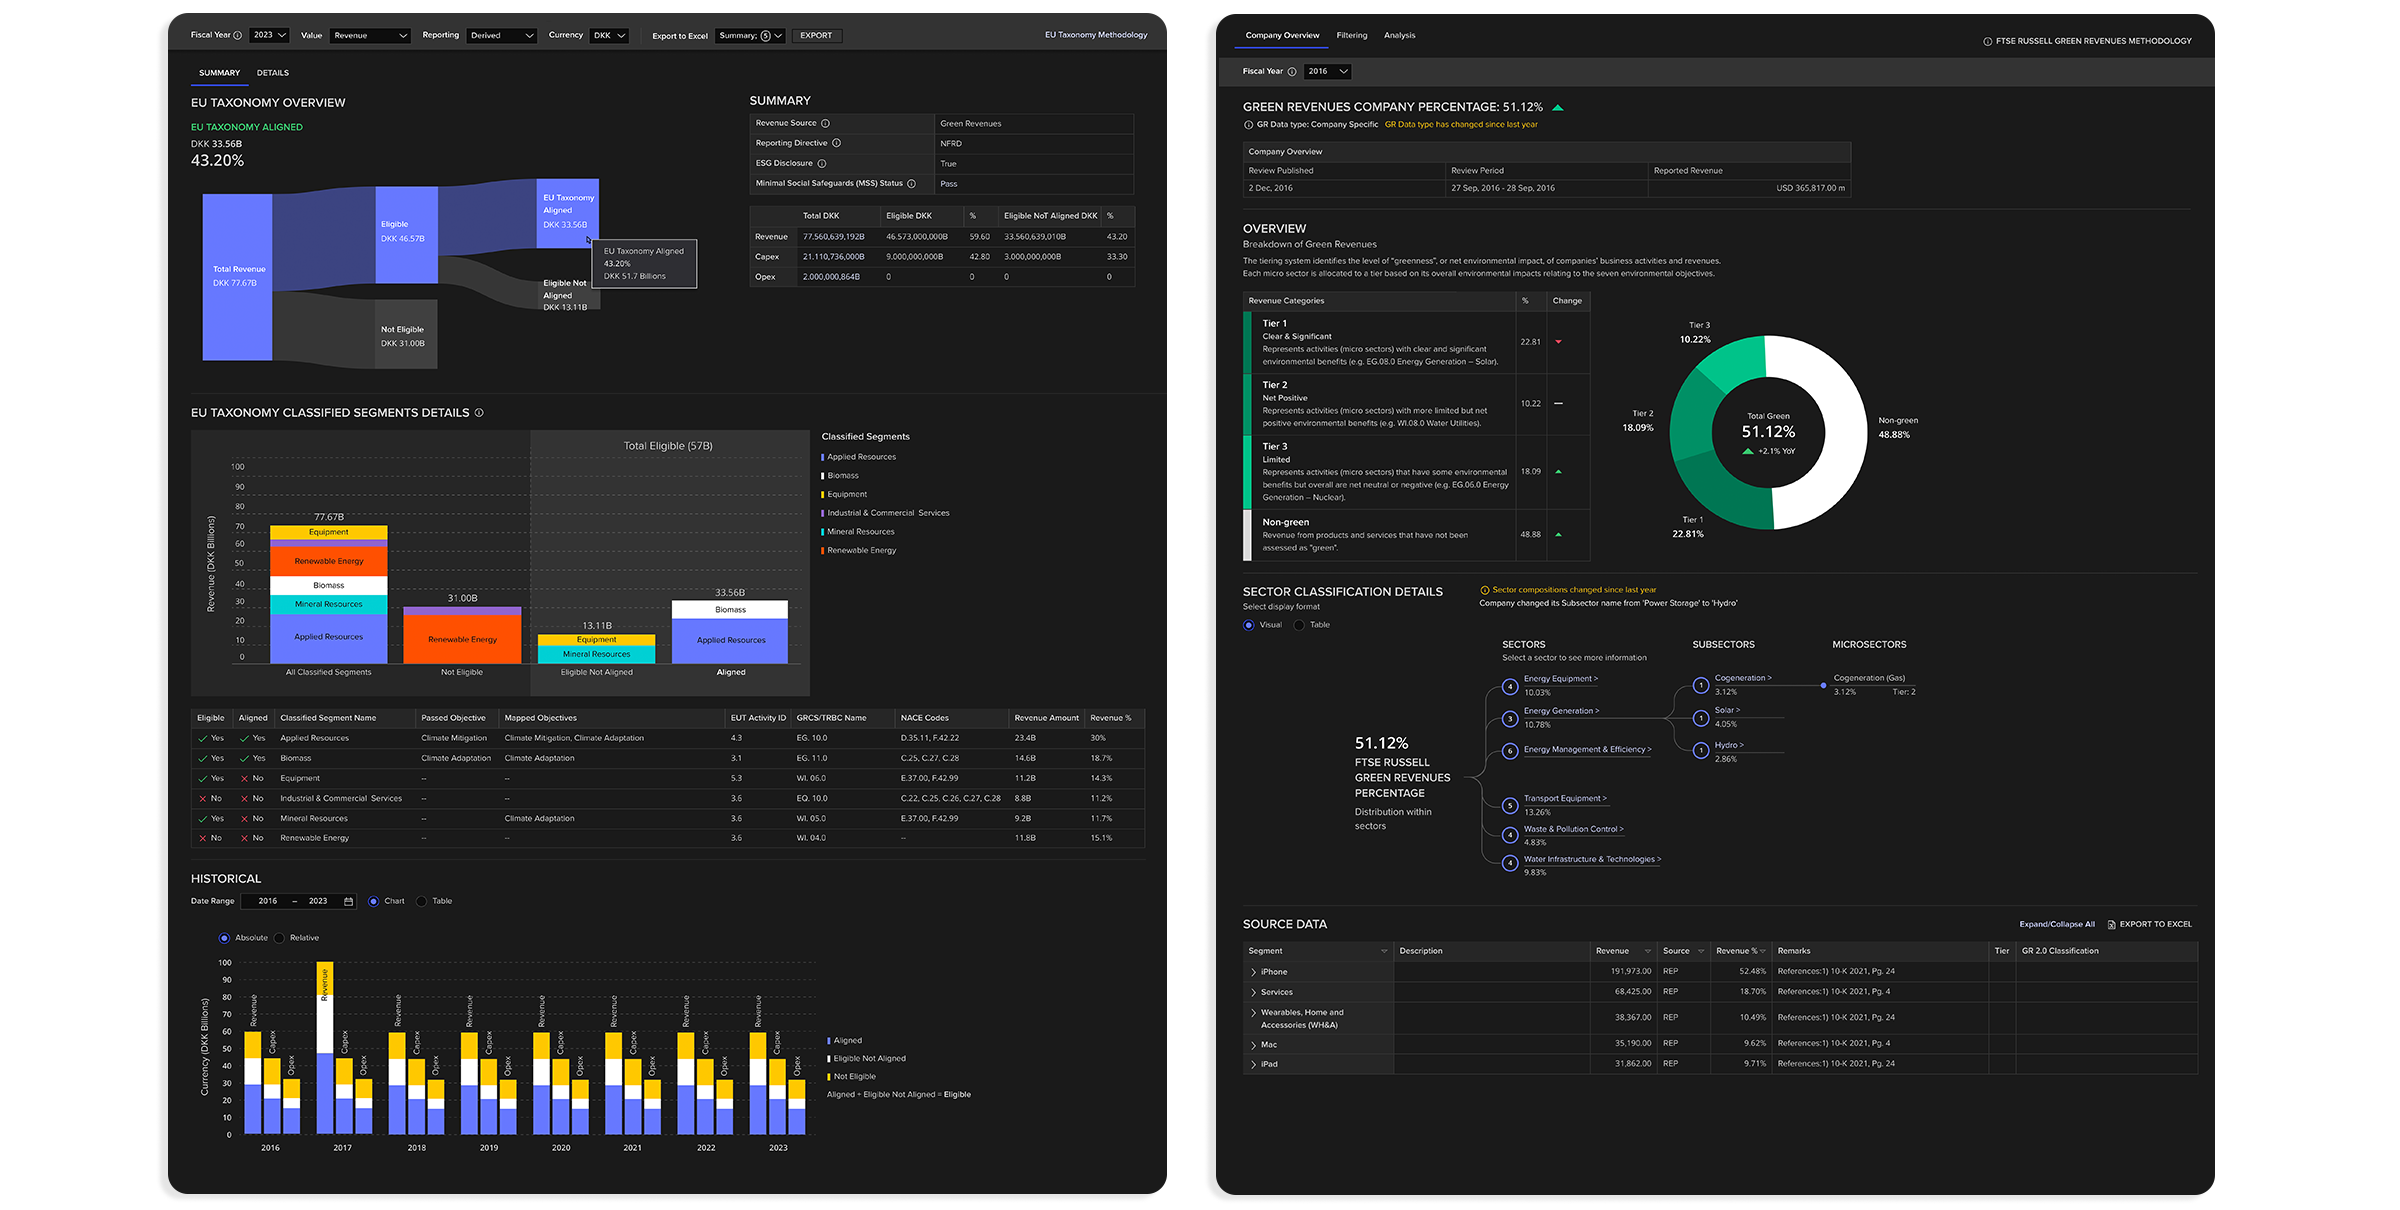 Fiscal Year 2023 Value Revenue Reporting Derived Currency DKK Export to Excel Summary; 5 EXPORT EU Taxonomy Methodology
SUMMARY DETAILS
EU TAXONOMY OVERVIEW
EU TAXONOMY ALIGNED
DKK 33.56B
43.20%
Total Revenue
DKK 77.67B
Eligible
DKK 46.57B
Not Eligible
DKK 31.00B
EU Taxonomy
Aligned
DKK 33.56B
EU Taxonomy Aligned
43.20%
DKK 51.7 Billions
Eligible Not
Aligned
DKK 13.11B
SUMMARY
Revenue Source Green Revenues
Reporting Directive NFRD
ESG Disclosure True
Minimal Social Safeguards (MSS) Status Pass
Total DKK Eligible DKK % Eligible NoT Aligned DKK %
Revenue 77.560,639,192B 46.573,000,000B 59.60 33.560,639,010B 43.20
Capex 21.110,736,000B 9.000,000,000B 42.80 3.000,000,000B 33.30
Opex 2.000,000,864B 0 0 0 0
EU TAXONOMY CLASSIFIED SEGMENTS DETAILS
Total Eligible (57B)
Revenue (DKK Billions)
100
90
80
70
60
50
40
30
20
10
0
77.67B
Equipment
Renewable Energy
Biomass
Mineral Resources
Applied Resources
31.00B
Renewable Energy
13.11B
Equipment
Mineral Resources
33.56B
Biomass
Applied Resources
All Classified Segments Not Eligible Eligible Not Aligned Aligned
Classified Segments
Applied Resources
Biomass
Equipment
Industrial & Commercial Services
Mineral Resources
Renewable Energy
Eligible Aligned Classified Segment Name Passed Objective Mapped Objectives EUT Activity ID GRCS/TRBC Name NACE Codes Revenue Amount Revenue %
Yes Yes Applied Resources Climate Mitigation Climate Mitigation, Climate Adaptation 4.3 EG. 10.0 D.35.11, F.42.22 23.4B 30%
Yes Yes Biomass Climate Adaptation Climate Adaptation 3.1 EG. 11.0 C.25, C.27, C.28 14.6B 18.7%
Yes No Equipment -- -- 5.3 WI. 06.0 E.37.00, F.42.99 11.2B 14.3%
No No Industrial & Commercial Services -- -- 3.6 EQ. 10.0 C.22, C.25, C.26, C.27, C.28 8.8B 11.2%
Yes No Mineral Resources Climate Adaptation 3.6 WI. 05.0 E.37.00, F.42.99 9.2B 11.7%
No No Renewable Energy 3.6 WI. 04.0 -- 11.8B 15.1%
HISTORICAL
Date Range 2016 – 2023 Chart Table
Absolute Relative
Currency (DKK Billions)
100
90
80
70
60
50
40
30
20
10
0
Revenue Capex Opex
Revenue Capex Opex
Revenue Capex Opex
Revenue Capex Opex
Revenue Capex Opex
Revenue Capex Opex
Revenue Capex Opex
Revenue Capex Opex
2016 2017 2018 2019 2020 2021 2022 2023
Aligned
Eligible Not Aligned
Not Eligible
Aligned + Eligible Not Aligned = Eligible
Company Overview Filtering Analysis
FTSE RUSSELL GREEN REVENUES METHODOLOGY
Fiscal Year 2016
GREEN REVENUES COMPANY PERCENTAGE: 51.12%
GR Data type: Company Specific GR Data type has changed since last year
Company Overview
Review Published Review Period Reported Revenue
2 Dec, 2016 27 Sep, 2016 - 28 Sep, 2016 USD 365,817.00 m
OVERVIEW
Breakdown of Green Revenues
The tiering system identifies the level of "greenness", or net environmental impact, of companies' business activities and revenues.
Each micro sector is allocated to a tier based on its overall environmental impacts relating to the seven environmental objectives.
Revenue Categories % Change
Tier 1
Clear & Significant
Represents activities (micro sectors) with clear and significant
environmental benefits (e.g. EG.08.0 Energy Generation – Solar).
22.81
Tier 2
Net Positive
Represents activities (micro sectors) with more limited but net
positive environmental benefits (e.g. WI.08.0 Water Utilities).
10.22
Tier 3
Limited
Represents activities (micro sectors) that have some environmental
benefits but overall are net neutral or negative (e.g. EG.06.0 Energy
Generation – Nuclear).
18.09
Non-green
Revenue from products and services that have not been
assessed as "green".
48.88
Tier 3
10.22%
Tier 2
18.09%
Tier 1
22.81%
Total Green
51.12%
+2.1% YoY
Non-green
48.88%
SECTOR CLASSIFICATION DETAILS
Select display format
Visual Table
Sector compositions changed since last year
Company changed its Subsector name from 'Power Storage' to 'Hydro'
SECTORS SUBSECTORS MICROSECTORS
Select a sector to see more information
51.12%
FTSE RUSSELL
GREEN REVENUES
PERCENTAGE
Distribution within
sectors
4 Energy Equipment >
10.03%
3 Energy Generation >
10.78%
6 Energy Management & Efficiency >
5 Transport Equipment >
13.26%
4 Waste & Pollution Control >
4.83%
4 Water Infrastructure & Technologies >
9.83%
1 Cogeneration >
3.12%
1 Solar >
4.05%
1 Hydro >
2.86%
Cogeneration (Gas)
3.12% Tier: 2
SOURCE DATA
Expand/Collapse All EXPORT TO EXCEL
Segment Description Revenue Source Revenue % Remarks Tier GR 2.0 Classification
iPhone 191,973.00 REP 52.48% References:1) 10-K 2021, Pg. 24
Services 68,425.00 REP 18.70% References:1) 10-K 2021, Pg. 4
Wearables, Home and
Accessories (WH&A) 38,367.00 REP 10.49% References:1) 10-K 2021, Pg. 24
Mac 35,190.00 REP 9.62% References:1) 10-K 2021, Pg. 4
iPad 31,862.00 REP 9.71% References:1) 10-K 2021, Pg. 24